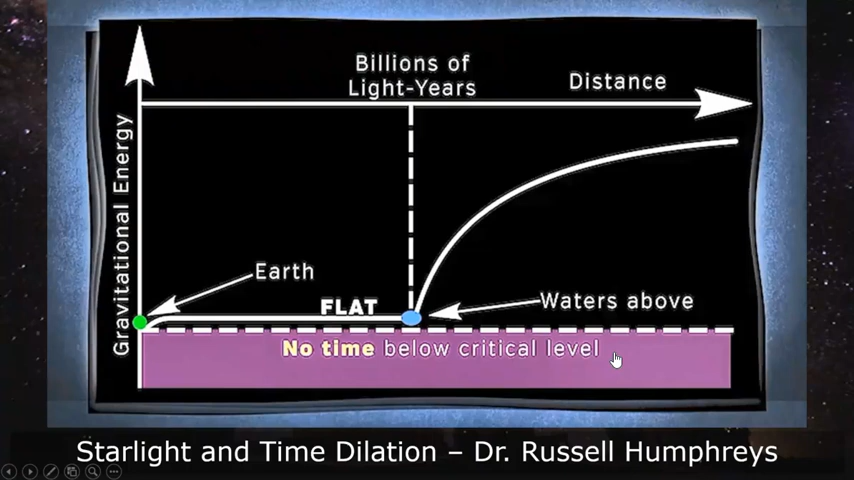 Billions of
Light-Years
Distance
Gravitational Energy
Earth
FLAT
Waters above
No time below critical level
Starlight and Time Dilation – Dr. Russell Humphreys